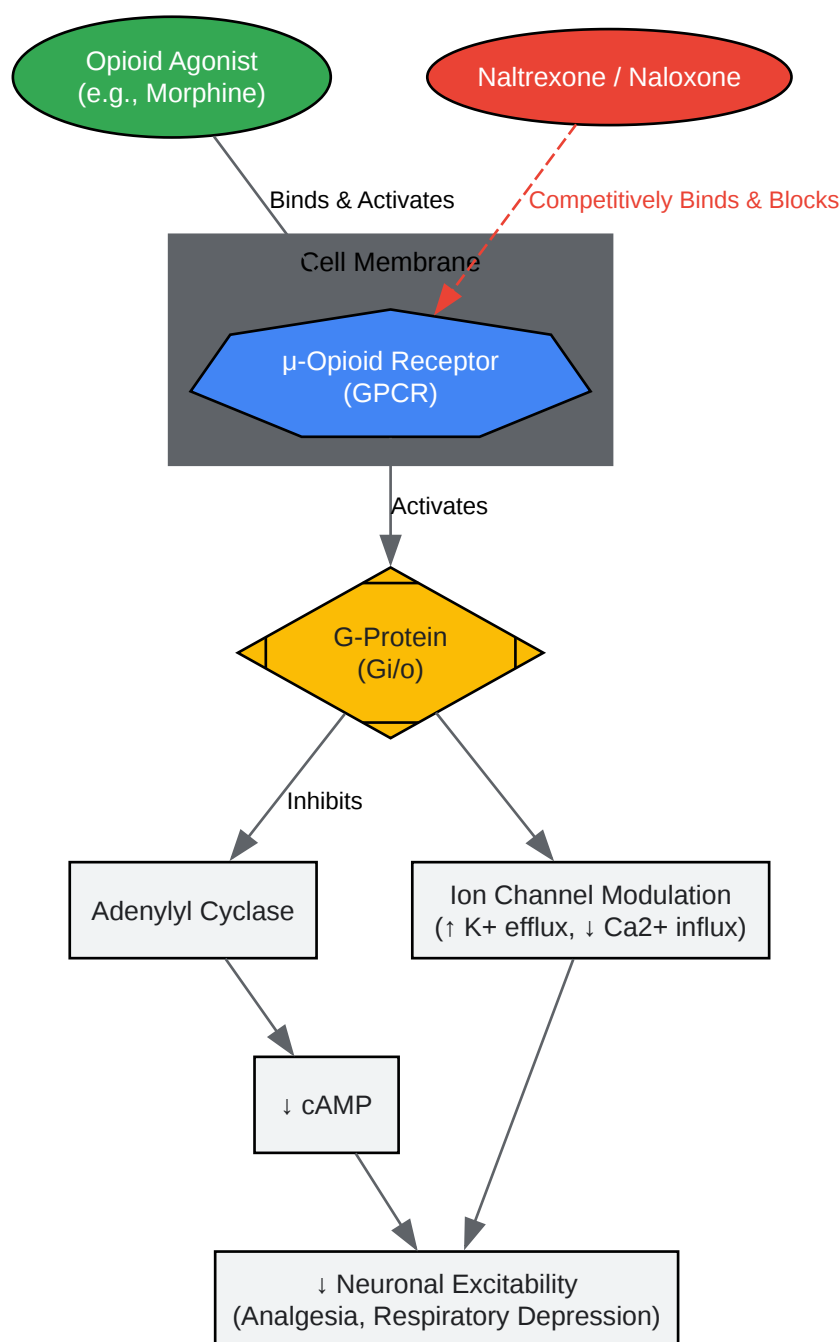 Opioid Agonist
(e.g., Morphine)
Naltrexone / Naloxone
Binds & Activates
Competitively Binds & Blocks
Cell Membrane
μ-Opioid Receptor
(GPCR)
Activates
G-Protein
(Gi/o)
Inhibits
Adenylyl Cyclase
Ion Channel Modulation
(↑ K+ efflux, ↓ Ca2+ influx)
↓ cAMP
↓ Neuronal Excitability
(Analgesia, Respiratory Depression)